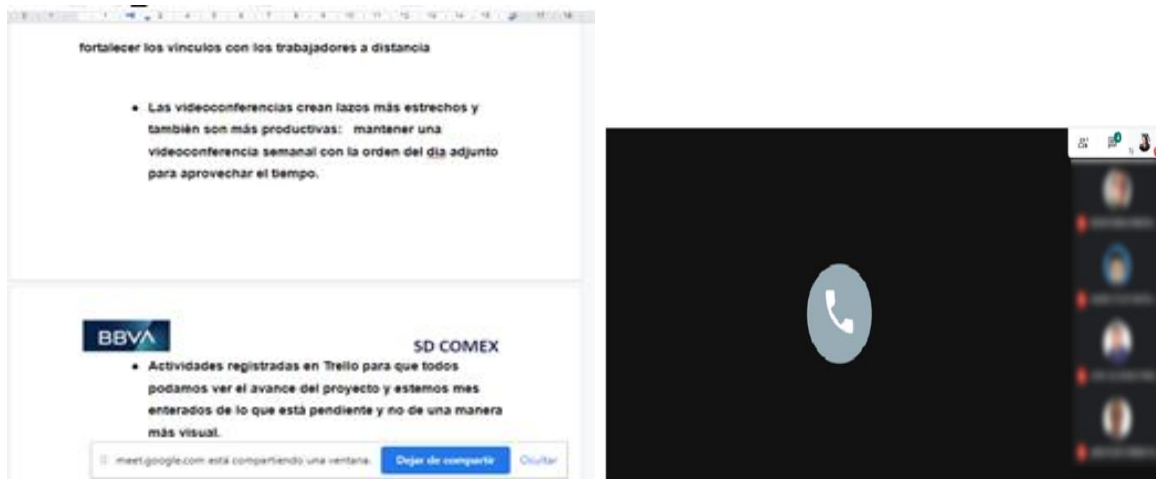 fortalecer los vínculos con los trabajadores a distancia
• Las videoconferencias crean lazos más estrechos y
también son más productivas: mantener una
videoconferencia semanal con la orden del dia adjunto
para aprovechar el tiempo.
BBVA
SD COMEX
• Actividades registradas en Trello para que todos
podamos ver el avance del proyecto y estemos mes
enterados de lo que está pendiente y no de una manera
más visual.
meet.google.com está compartiendo una ventana.
Dejar de compartir
Ocultar